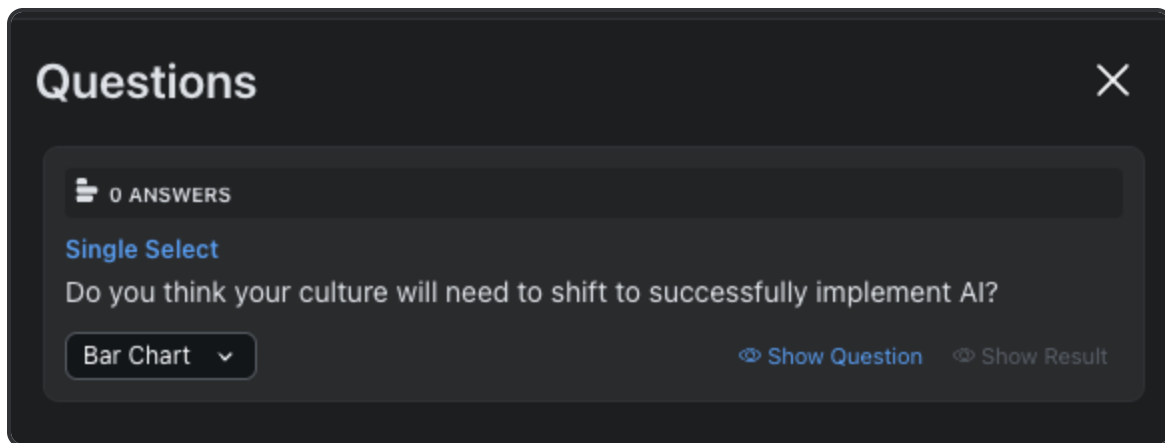 Questions
0 ANSWERS
Single Select
Do you think your culture will need to shift to successfully implement AI?
Bar Chart
Show Question
Show Result